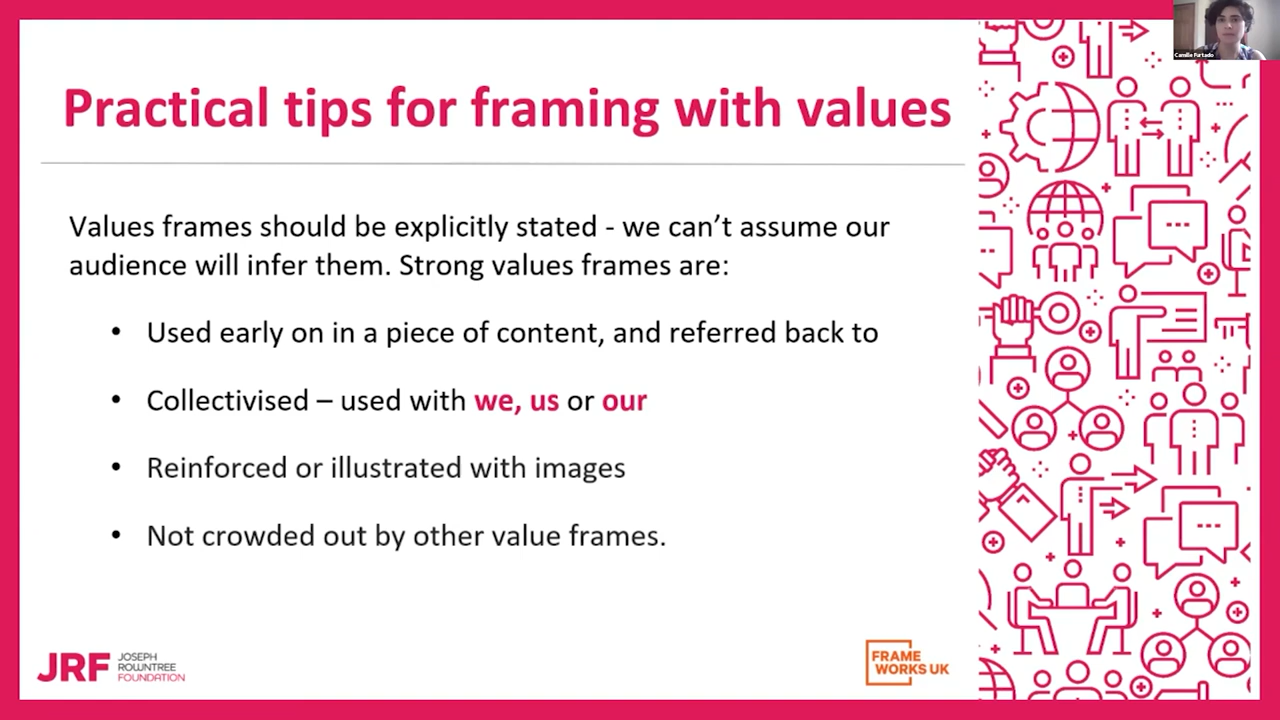 Camille Furtado
Practical tips for framing with values
Values frames should be explicitly stated - we can’t assume our
audience will infer them. Strong values frames are:
• Used early on in a piece of content, and referred back to
• Collectivised – used with we, us or our
• Reinforced or illustrated with images
• Not crowded out by other value frames.
JRF JOSEPH
ROWNTREE
FOUNDATION
FRAME
WORKS UK